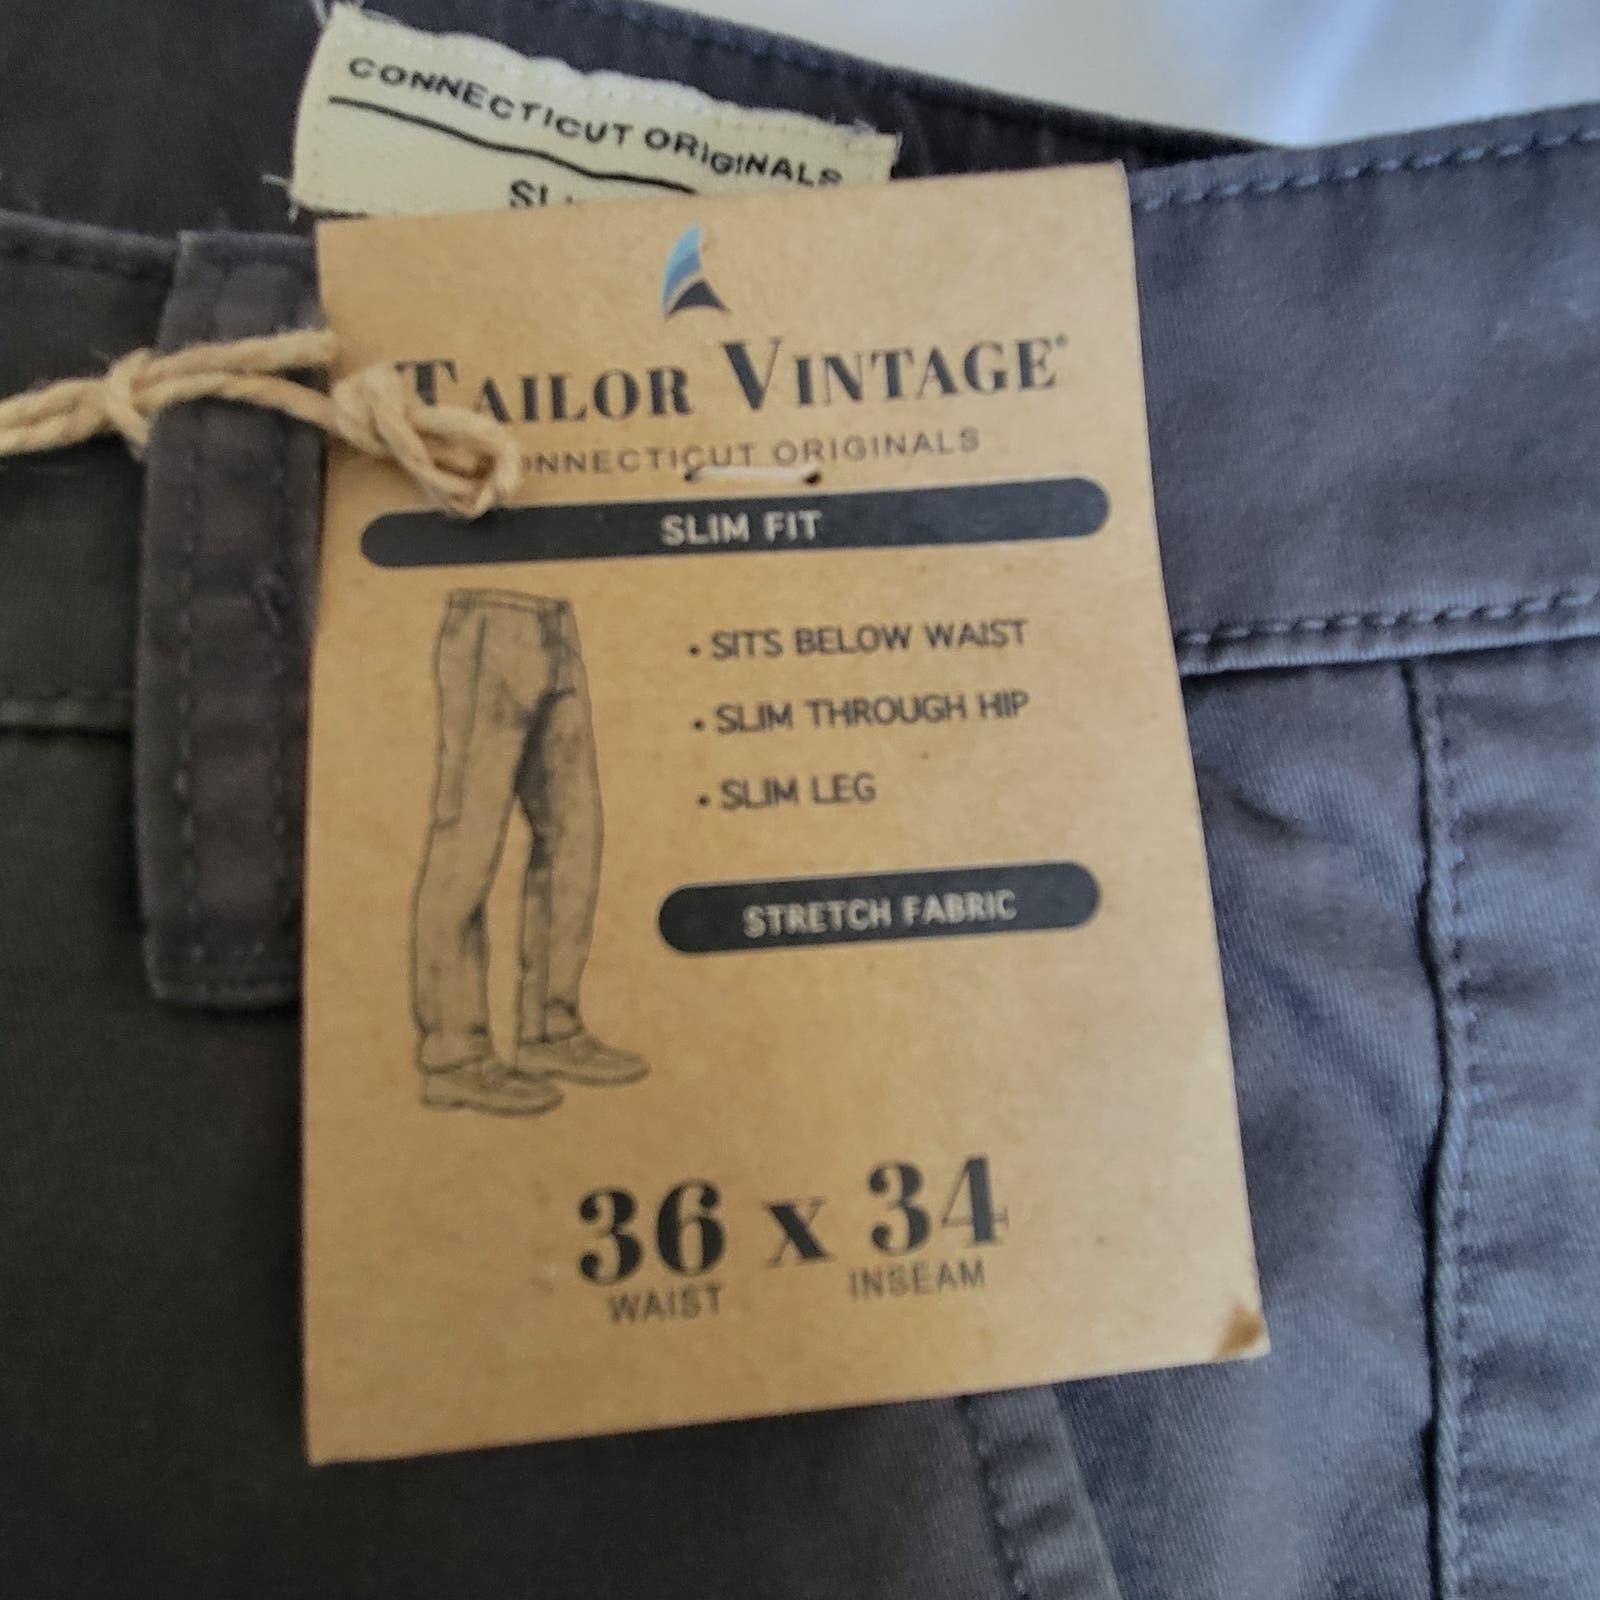 CONNECTICUT ORIGINALS
TAILOR VINTAGE®
CONNECTICUT ORIGINALS
SLIM FIT
• SITS BELOW WAIST
• SLIM THROUGH HIP
• SLIM LEG
STRETCH FABRIC
36 x 34
WAIST INSEAM